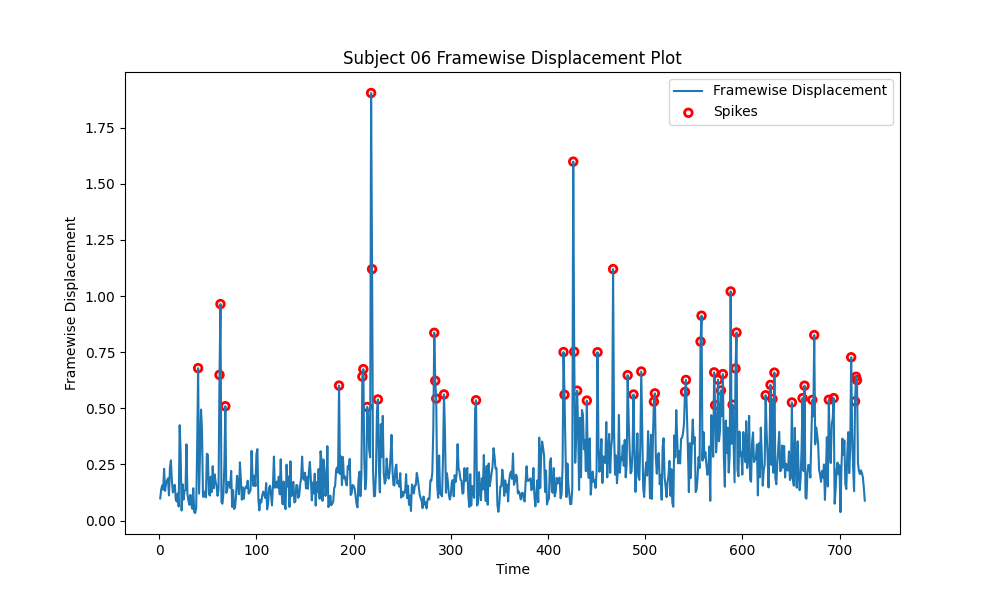 Subject 06 Framewise Displacement Plot
Framewise Displacement
Spikes
1.75
1.50
1.25
1.00
0.75
0.50
0.25
0.00
Framewise Displacement
0 100 200 300 400 500 600 700
Time